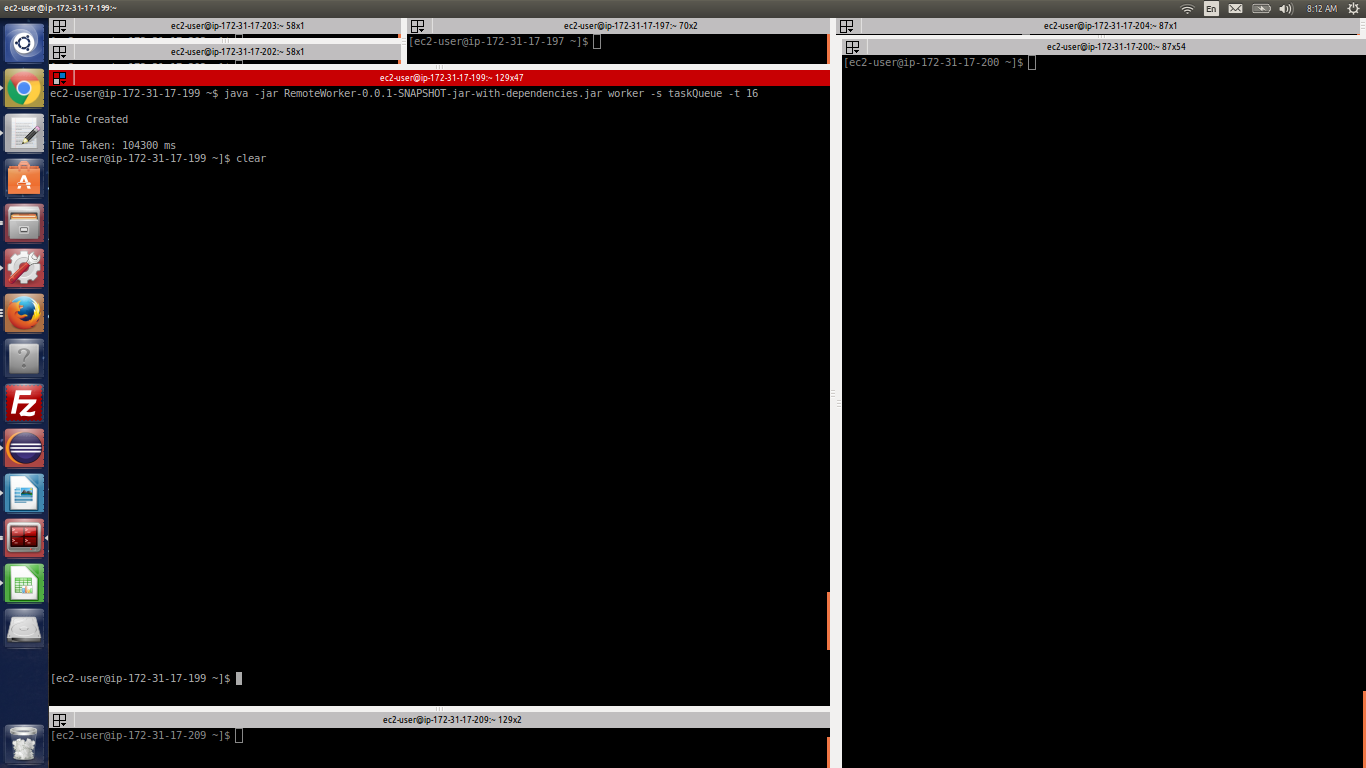 ec2-user@ip-172-31-17-199:~
En
8:12 AM
ec2-user@ip-172-31-17-203:~ 58x1
ec2-user@ip-172-31-17-202:~ 58x1
ec2-user@ip-172-31-17-197:~ 70x2
[ec2-user@ip-172-31-17-197 ~]$
ec2-user@ip-172-31-17-204:~ 87x1
ec2-user@ip-172-31-17-200:~ 87x54
[ec2-user@ip-172-31-17-200 ~]$
ec2-user@ip-172-31-17-199:~ 129x47
ec2-user@ip-172-31-17-199 ~$ java -jar RemoteWorker-0.0.1-SNAPSHOT-jar-with-dependencies.jar worker -s taskQueue -t 16
Table Created
Time Taken: 104300 ms
[ec2-user@ip-172-31-17-199 ~]$ clear
[ec2-user@ip-172-31-17-199 ~]$
ec2-user@ip-172-31-17-209:~ 129x2
[ec2-user@ip-172-31-17-209 ~]$
Fz